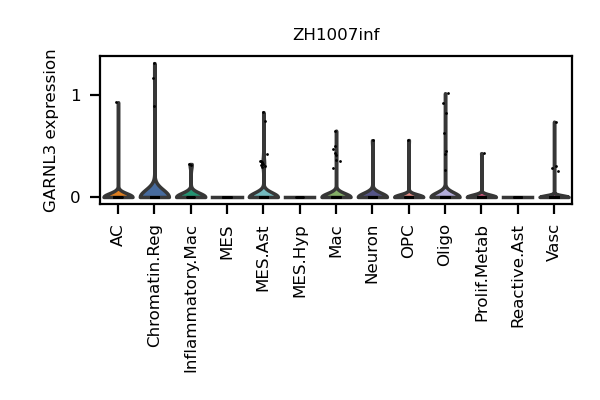 ZH1007inf
GARNL3 expression
1
0
AC
Chromatin.Reg
Inflammatory.Mac
MES
MES.Ast
MES.Hyp
Mac
Neuron
OPC
Oligo
Prolif.Metab
Reactive.Ast
Vasc